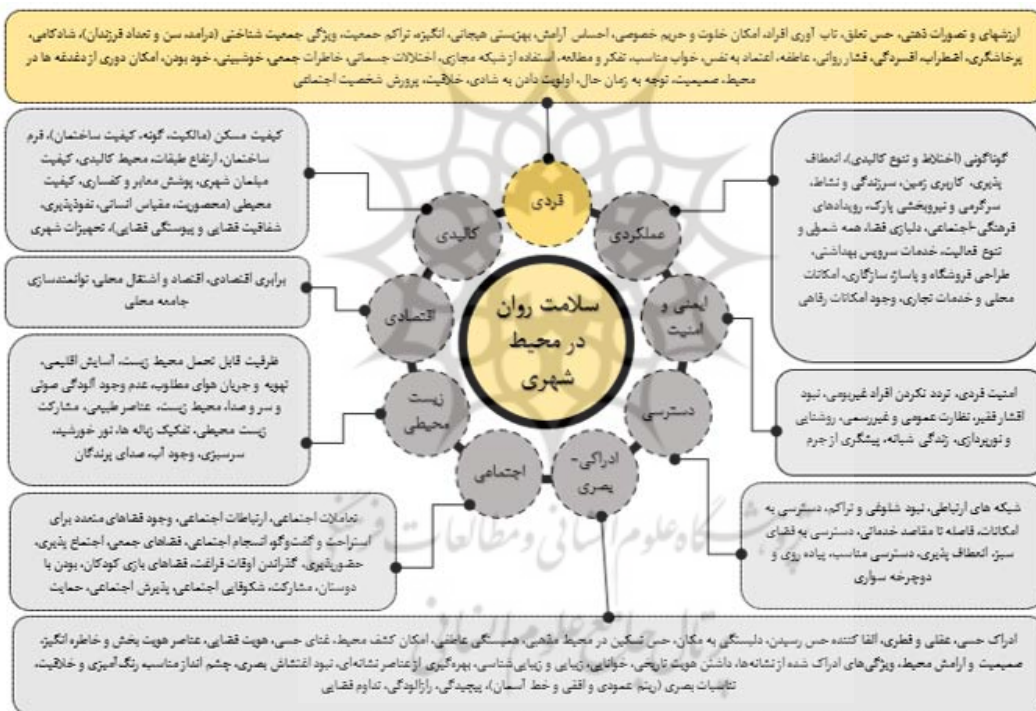 ارزشهای و تصورات ذهنی، حس تعلق، تاب آوری افراد، امکان خلوت و حریم خصوصی، احساس آرامش، بهزیستی هیجانی، انگیزه، تراکم جمعیت، ویژگی جمعیت شناختی (درآمد، سن و تعداد فرزندان)، شادکامی،
پرخاشگری، اضطراب، افسردگی، فشار روانی، عاطفه، اعتماد به نفس، خواب مناسب، تفکر و مطالعه، استفاده از شبکه مجازی، اختلالات جسمانی، خاطرات جمعی، خوشبینی، خود بودن، امکان دوری از دغدغه ها در
محیط، صمیمیت، توجه به زمان حال، اولویت دادن به شادی، خلاقیت، پرورش شخصیت اجتماعی
کیفیت مسکن (مالکیت، گونه، کیفیت ساختمان)، فرم
ساختمان، ارتفاع طبقات، محیط کالبدی، کیفیت
مبلمان شهری، پوشش معابر و کفسازی، کیفیت
محیطی (محصوریت، مقیاس انسانی، نفوذپذیری،
شفافیت فضایی و پیوستگی فضایی)، تجهیزات شهری
گوناگونی (اختلاط و تنوع کالبدی)، انعطاف
پذیری، کاربری زمین، سرزندگی و نشاط،
سرگرمی و نیروبخشی پارک، رویدادهای
فرهنگی-اجتماعی، دلبازی فضا، همه شمولی و
تنوع فعالیت، خدمات سرویس بهداشتی،
طراحی فروشگاه و پاساژ، سازگاری، امکانات
محلی و خدمات تجاری، وجود امکانات رفاهی
فردی
کالبدی
عملکردی
برابری اقتصادی، اقتصاد و اشتغال محلی، توانمندسازی
جامعه محلی
اقتصادی
سلامت روان
در محیط
شهری
ایمنی و
امنیت
ظرفیت قابل تحمل محیط زیست، آسایش اقلیمی،
تهویه و جریان هوای مطلوب، عدم وجود آلودگی صوتی
و سر و صدا، محیط زیست، عناصر طبیعی، مشارکت
زیست محیطی، تفکیک زباله ها، نور خورشید،
سرسبزی، وجود آب، صدای پرندگان
امنیت فردی، تردد نکردن افراد غیربومی، نبود
اقشار فقیر، نظارت عمومی و غیررسمی، روشنایی
و نورپردازی، زندگی شبانه، پیشگیری از جرم
زیست
محیطی
دسترسی
اجتماعی
ادراکی-
بصری
شبکه های ارتباطی، نبود شلوغی و تراکم، دسترسی به
امکانات، فاصله تا مقاصد خدماتی، دسترسی به فضای
سبز، انعطاف پذیری، دسترسی مناسب، پیاده روی و
دوچرخه سواری
تعاملات اجتماعی، ارتباطات اجتماعی، وجود فضاهای متعدد برای
استراحت و گفت‌وگو، انسجام اجتماعی، فضاهای جمعی، اجتماع پذیری،
حضورپذیری، گذراندن اوقات فراغت، فضاهای بازی کودکان، بودن با
دوستان، مشارکت، شکوفایی اجتماعی، پذیرش اجتماعی، حمایت
پژوهشگاه علوم انسانی و مطالعات فرهنگی
پرتال جامع علوم انسانی
ادراک حسی، عقلی و فطری، القا کننده حس رسیدن، دلبستگی به مکان، حس تسکین در محیط مذهبی، همبستگی عاطفی، امکان کشف محیط، غنای حسی، هویت فضایی، عناصر هویت بخش و خاطره انگیز،
صمیمیت و ارامش محیط، ویژگی‌های ادراک شده از نشانه‌ها، داشتن هویت تاریخی، خوانایی، زیبایی و زیبایی شناسی، بهره‌گیری از عناصر نشانه‌ای، نبود اغتشاش بصری، چشم انداز مناسب، رنگ‌آمیزی و خلاقیت،
تناسبات بصری (ریتم عمودی و افقی و خط آسمان)، پیچیدگی، رازآلودگی، تداوم فضایی